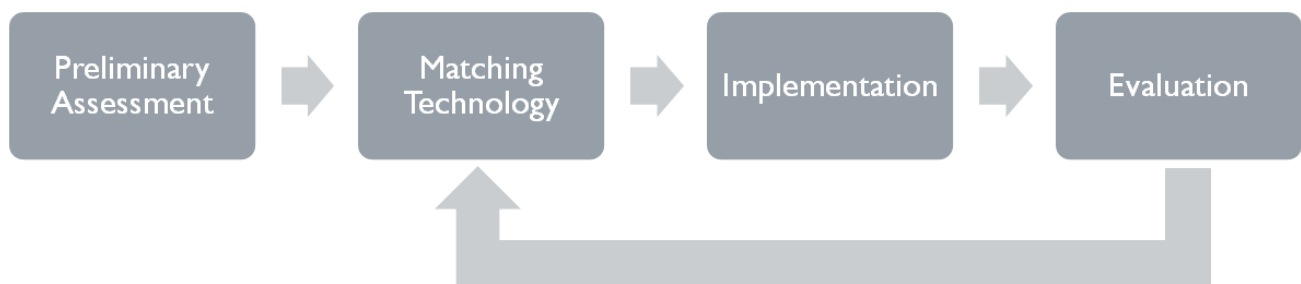 Preliminary
Assessment
Matching
Technology
Implementation
Evaluation